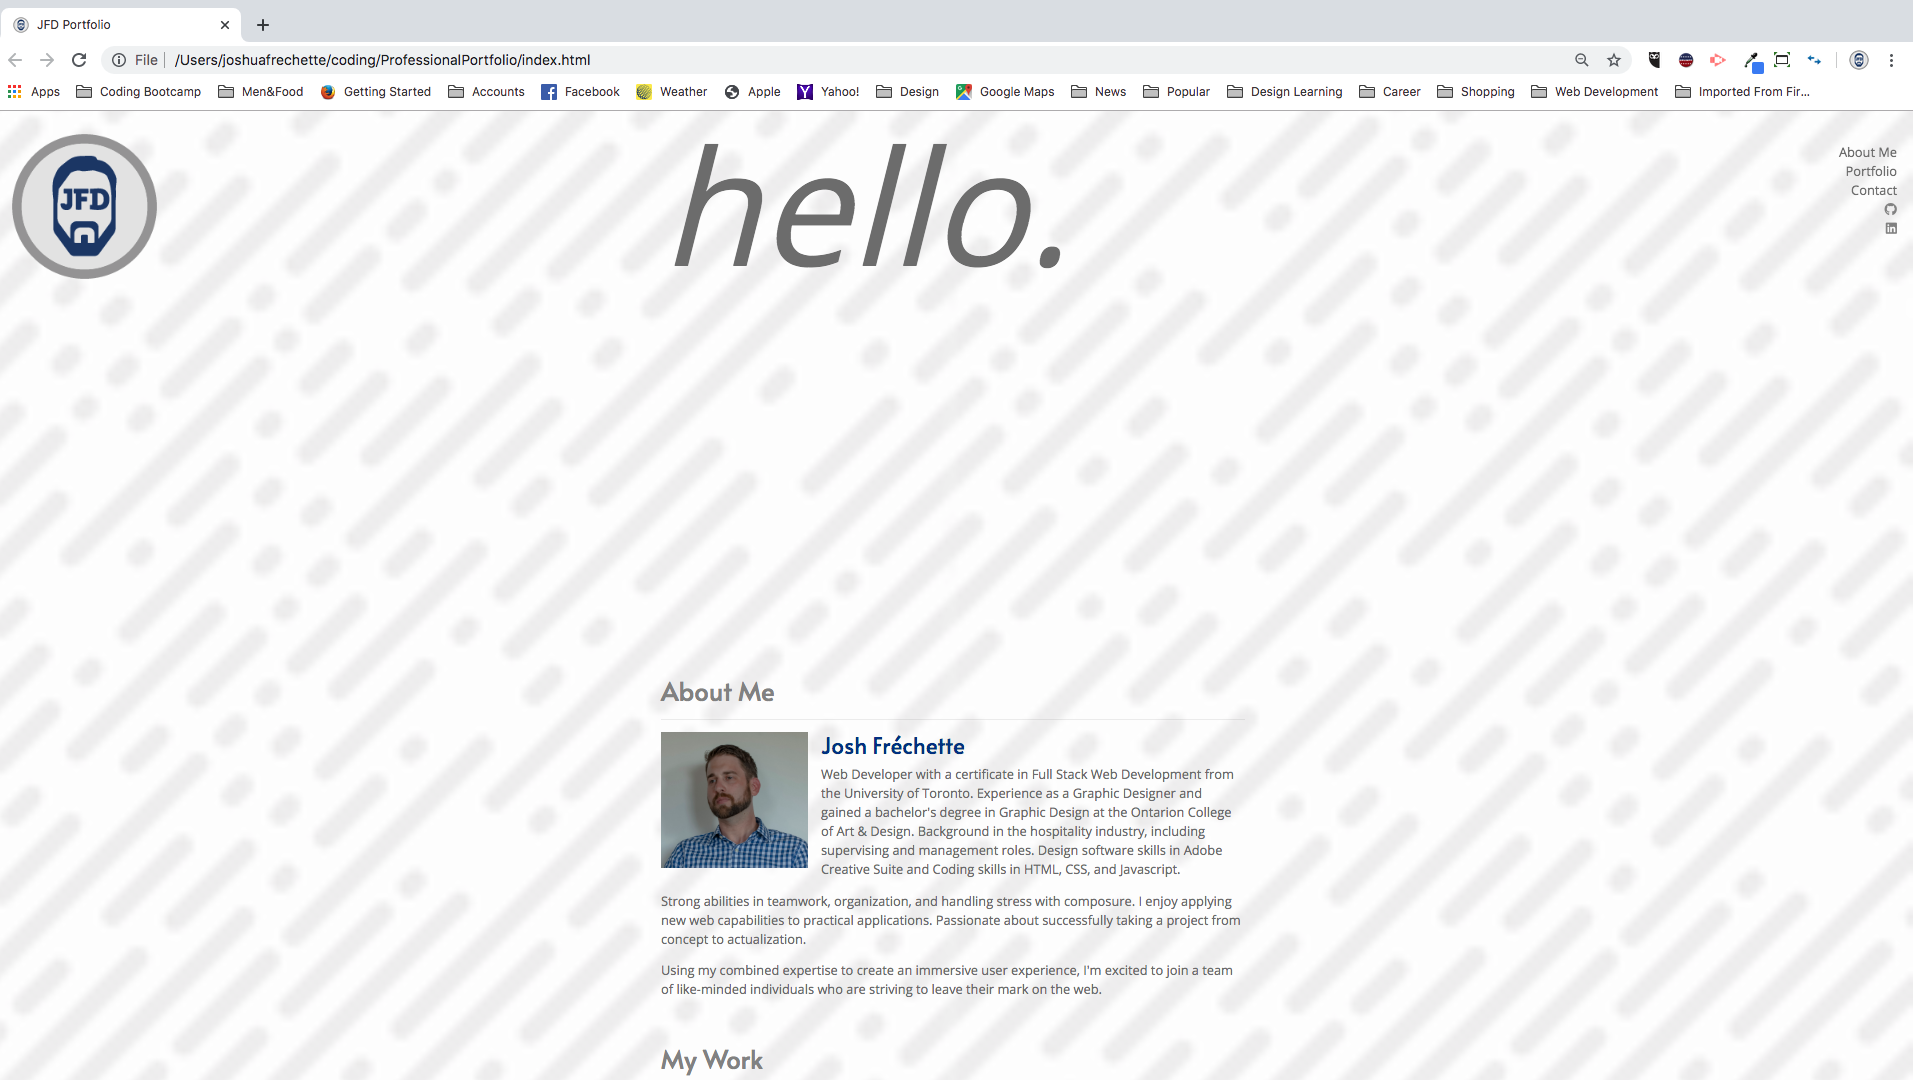 JFD Portfolio
File
/Users/joshuafrechette/coding/ProfessionalPortfolio/index.html
Apps
Coding Bootcamp
Men&Food
Getting Started
Accounts
Facebook
Weather
Apple
Yahoo!
Design
Google Maps
News
Popular
Design Learning
Career
Shopping
Web Development
Imported From Fir...
JFD
hello.
About Me
Portfolio
Contact
About Me
Josh Fréchette
Web Developer with a certificate in Full Stack Web Development from
the University of Toronto. Experience as a Graphic Designer and
gained a bachelor's degree in Graphic Design at the Ontarion College
of Art & Design. Background in the hospitality industry, including
supervising and management roles. Design software skills in Adobe
Creative Suite and Coding skills in HTML, CSS, and Javascript.
Strong abilities in teamwork, organization, and handling stress with composure. I enjoy applying
new web capabilities to practical applications. Passionate about successfully taking a project from
concept to actualization.
Using my combined expertise to create an immersive user experience, I'm excited to join a team
of like-minded individuals who are striving to leave their mark on the web.
My Work